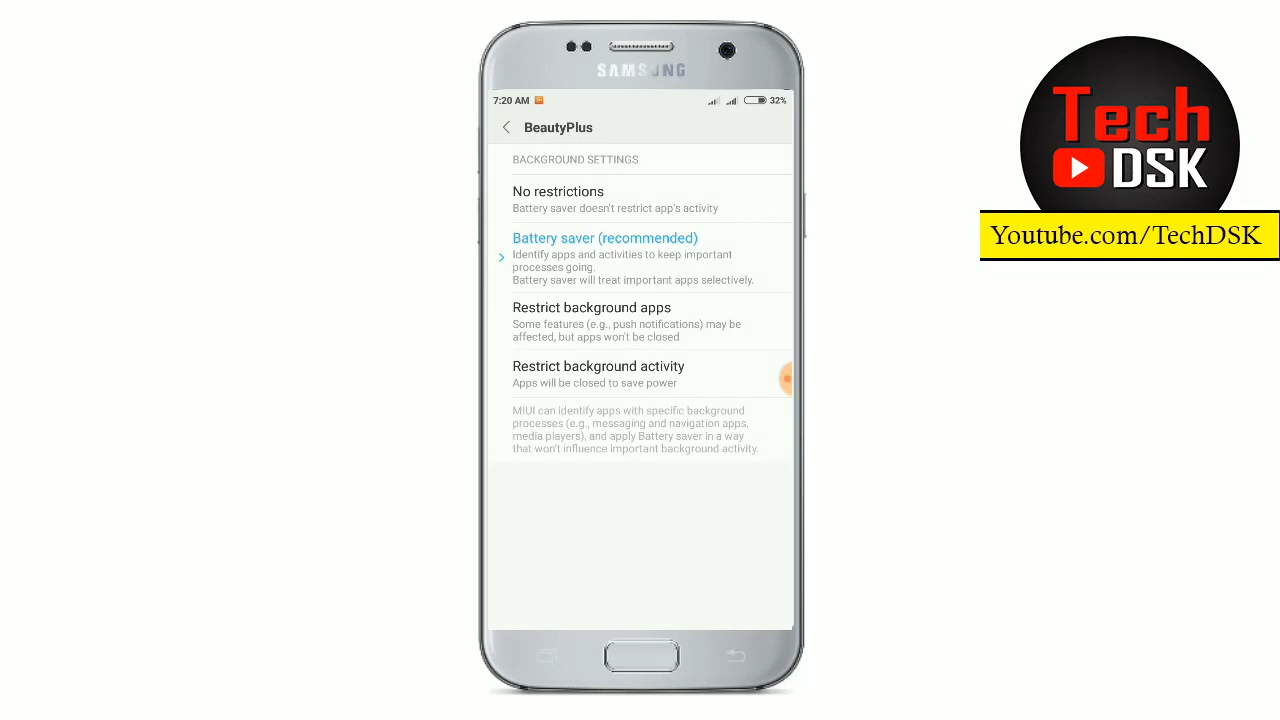 SAMSUNG
7:20 AM
32%
BeautyPlus
BACKGROUND SETTINGS
No restrictions
Battery saver doesn't restrict app's activity
Battery saver (recommended)
Identify apps and activities to keep important
processes going.
Battery saver will treat important apps selectively.
Restrict background apps
Some features (e.g., push notifications) may be
affected, but apps won't be closed
Restrict background activity
Apps will be closed to save power
MIUI can identify apps with specific background
processes (e.g., messaging and navigation apps,
media players), and apply Battery saver in a way
that won't influence important background activity.
Tech
DSK
Youtube.com/TechDSK